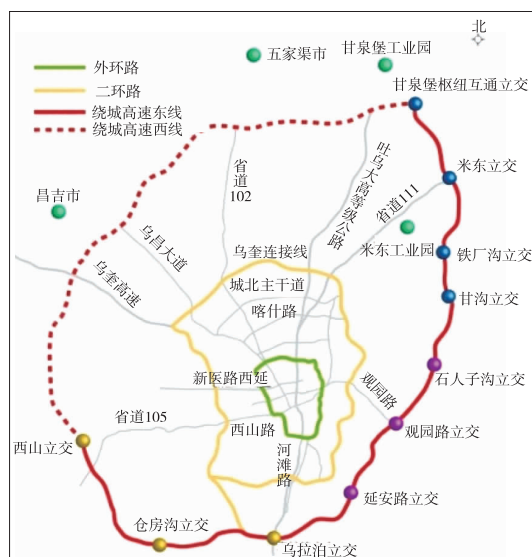 北
五家渠市
甘泉堡工业园
甘泉堡枢纽互通立交
外环路
二环路
绕城高速东线
绕城高速西线
吐乌大高等级公路
米东立交
省道
102
省道111
昌吉市
乌昌大道
乌奎连接线
米东工业园
铁厂沟立交
乌奎高速
城北主干道
甘沟立交
喀什路
新医路西延
观园路
石人子沟立交
省道105
西山路
观园路立交
西山立交
河滩路
延安路立交
仓房沟立交
乌拉泊立交